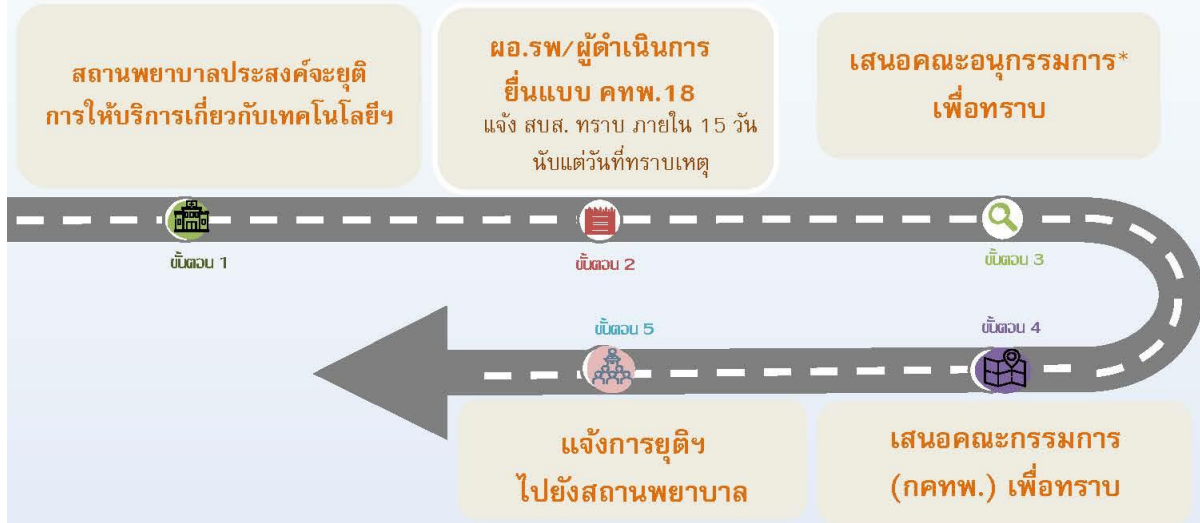 สถานพยาบาลประสงค์จะยุติ
การให้บริการเกี่ยวกับเทคโนโลยีฯ
ผอ.รพ/ผู้ดำเนินการ
ยื่นแบบ คทพ.18
แจ้ง สบส. ทราบ ภายใน 15 วัน
นับแต่วันที่ทราบเหตุ
เสนอคณะอนุกรรมการ*
เพื่อทราบ
ขั้นตอน 1
ขั้นตอน 2
ขั้นตอน 3
ขั้นตอน 4
ขั้นตอน 5
เสนอคณะกรรมการ
(กคทพ.) เพื่อทราบ
แจ้งการยุติฯ
ไปยังสถานพยาบาล